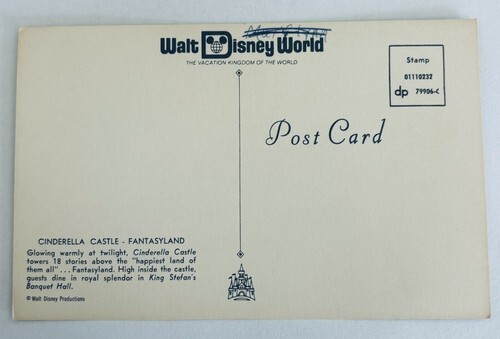 Walt Disney World
THE VACATION KINGDOM OF THE WORLD
Stamp
01110232
dp 79906-C
Post Card
CINDERELLA CASTLE - FANTASYLAND
Glowing warmly at twilight, Cinderella Castle
towers 18 stories above the "happiest land of
them all" . . . Fantasyland. High inside the castle,
guests dine in royal splendor in King Stefan's
Banquet Hall.
© Walt Disney Productions